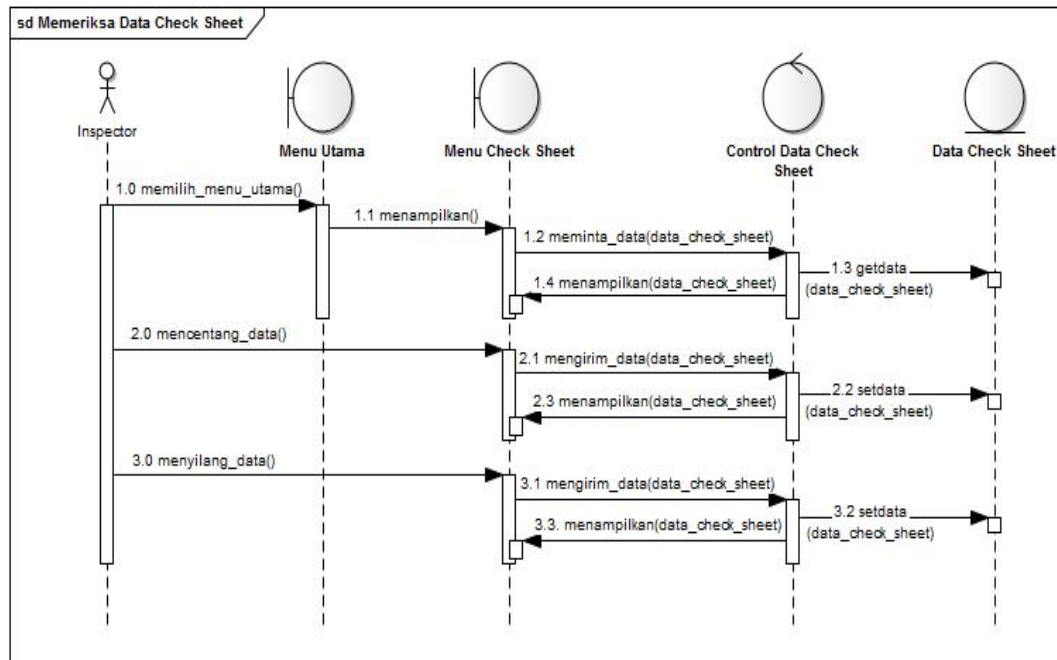 sd Memeriksa Data Check Sheet
Inspector
Menu Utama
Menu Check Sheet
Control Data Check
Sheet
Data Check Sheet
1.0 memilih_menu_utama()
1.1 menampilkan()
1.2 meminta_data(data_check_sheet)
1.3 getdata
(data_check_sheet)
1.4 menampilkan(data_check_sheet)
2.0 mencentang_data()
2.1 mengirim_data(data_check_sheet)
2.2 setdata
(data_check_sheet)
2.3 menampilkan(data_check_sheet)
3.0 menyilang_data()
3.1 mengirim_data(data_check_sheet)
3.2 setdata
(data_check_sheet)
3.3. menampilkan(data_check_sheet)